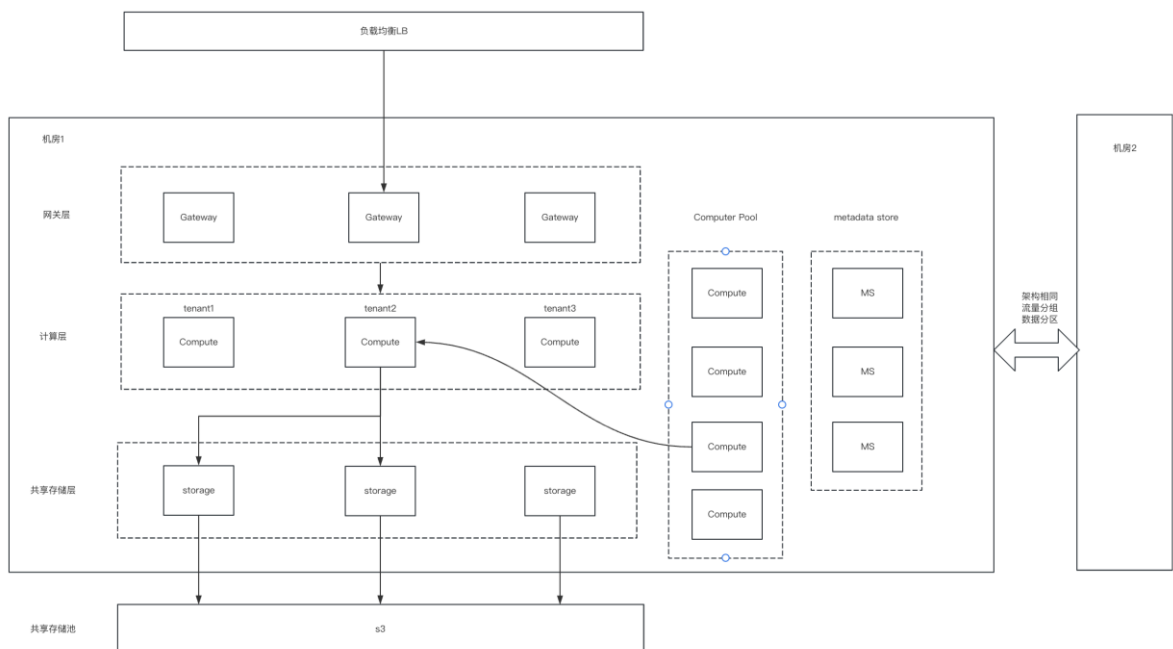 负载均衡LB
机房1
机房2
网关层
Gateway
Gateway
Gateway
Computer Pool
metadata store
tenant1
tenant2
tenant3
计算层
Compute
Compute
Compute
Compute
Compute
Compute
Compute
MS
MS
MS
架构相同
流量分组
数据分区
共享存储层
storage
storage
storage
共享存储池
s3